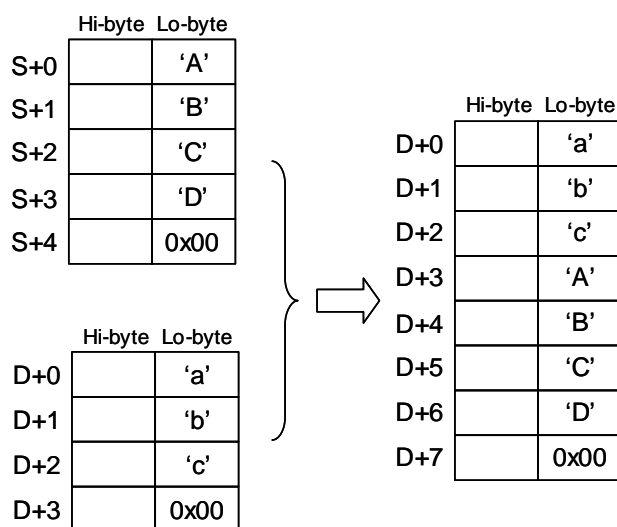 Hi-byte Lo-byte
S+0 ‘A’
S+1 ‘B’
S+2 ‘C’
S+3 ‘D’
S+4 0x00
Hi-byte Lo-byte
D+0 ‘a’
D+1 ‘b’
D+2 ‘c’
D+3 0x00
Hi-byte Lo-byte
D+0 ‘a’
D+1 ‘b’
D+2 ‘c’
D+3 ‘A’
D+4 ‘B’
D+5 ‘C’
D+6 ‘D’
D+7 0x00